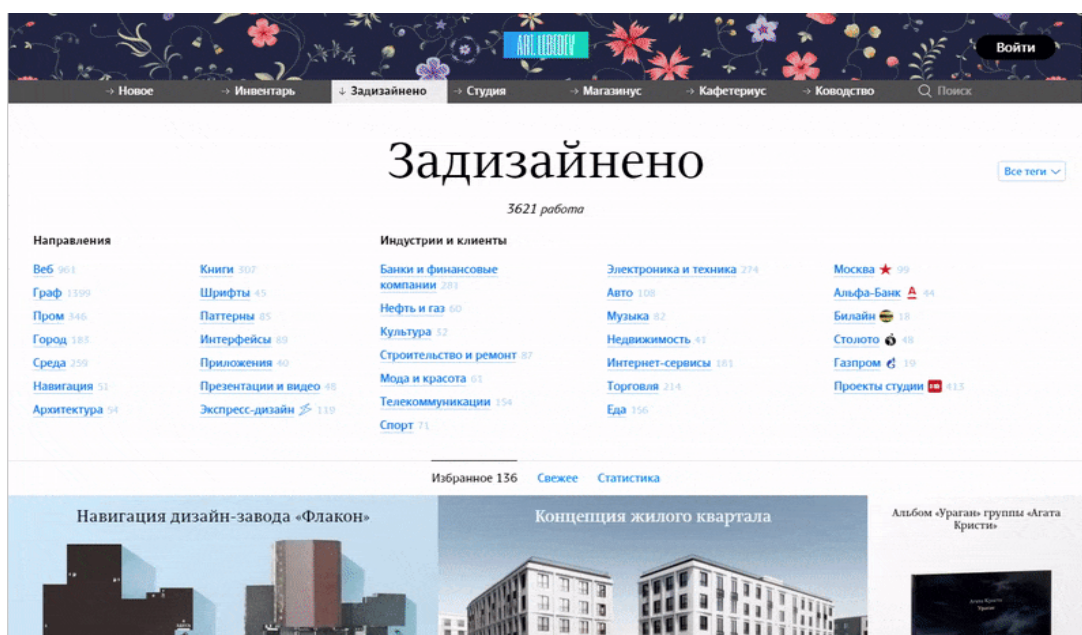 ART. LEBEDEV
Войти
→ Новое
→ Инвентарь
↓ Задизайнено
→ Студия
→ Магазинус
→ Кафетериус
→ Ководство
Поиск
Задизайнено
Все теги
3621 работа
Направления
Веб 961
Граф 1399
Пром 346
Город 183
Среда 259
Навигация 51
Архитектура 94
Книги 307
Шрифты 45
Паттерны 85
Интерфейсы 89
Приложения 40
Презентации и видео 48
Экспресс-дизайн 119
Индустрии и клиенты
Банки и финансовые
компании 281
Нефть и газ 60
Культура 52
Строительство и ремонт 87
Мода и красота 61
Телекоммуникации 154
Спорт 71
Электроника и техника 274
Авто 108
Музыка 82
Недвижимость 41
Интернет-сервисы 181
Торговля 214
Еда 156
Москва 99
Альфа-Банк 44
Билайн 18
Столото 48
Газпром 19
Проекты студии 413
Избранное 136
Свежее
Статистика
Навигация дизайн-завода «Флакон»
Концепция жилого квартала
Альбом «Ураган» группы «Агата
Кристи»
Агата Кристи
Ураган